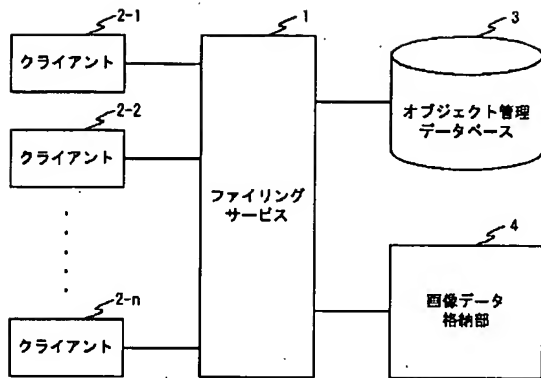 2-1
クライアント
2-2
クライアント
2-n
クライアント
1
ファイリング
サービス
3
オブジェクト管理
データベース
4
画像データ
格納部